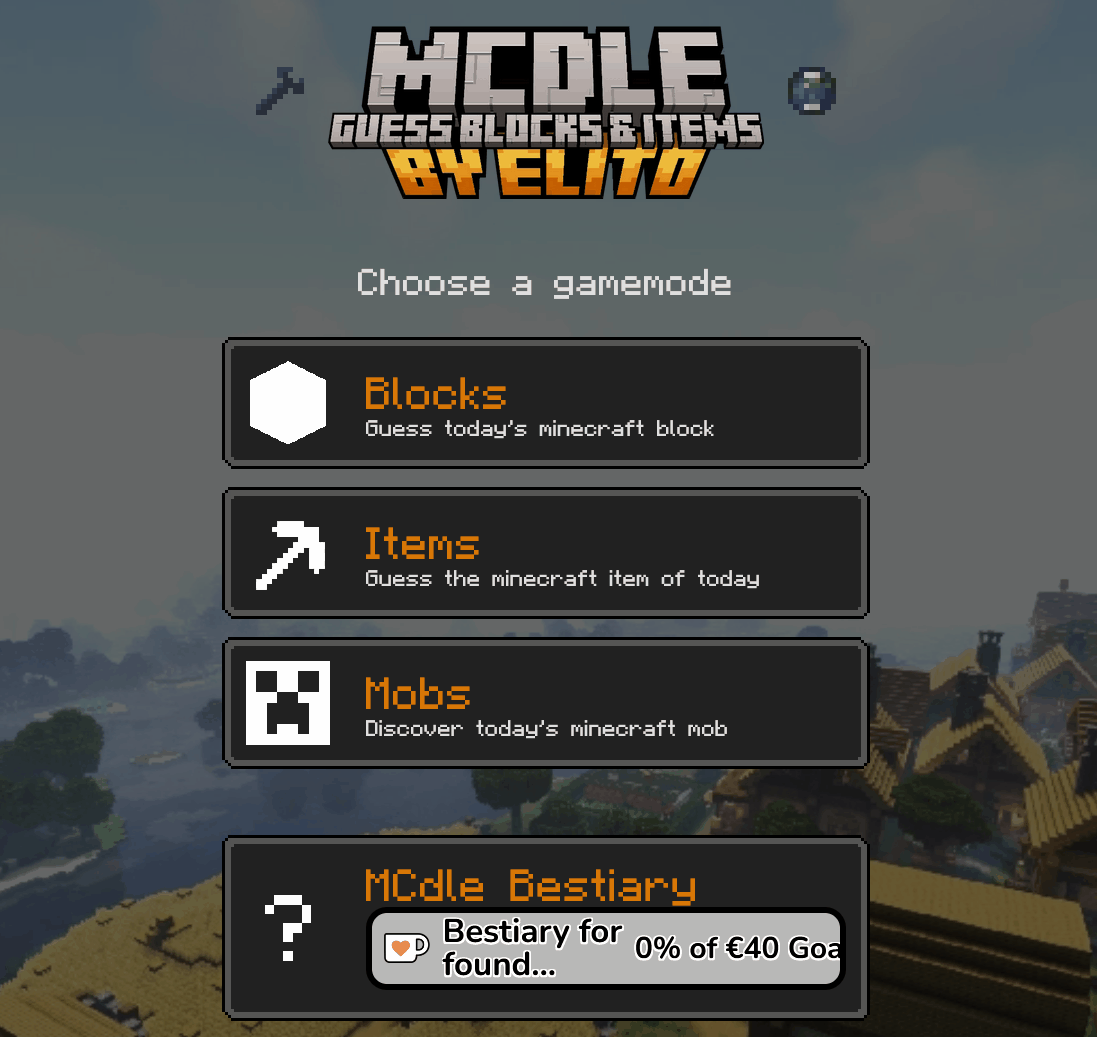 MCDLE
GUESS BLOCKS & ITEMS
BY ELITO
Choose a gamemode
Blocks
Guess today's minecraft block
Items
Guess the minecraft item of today
Mobs
Discover today's minecraft mob
MCdle Bestiary
Bestiary for
found...
0% of €40 Goa